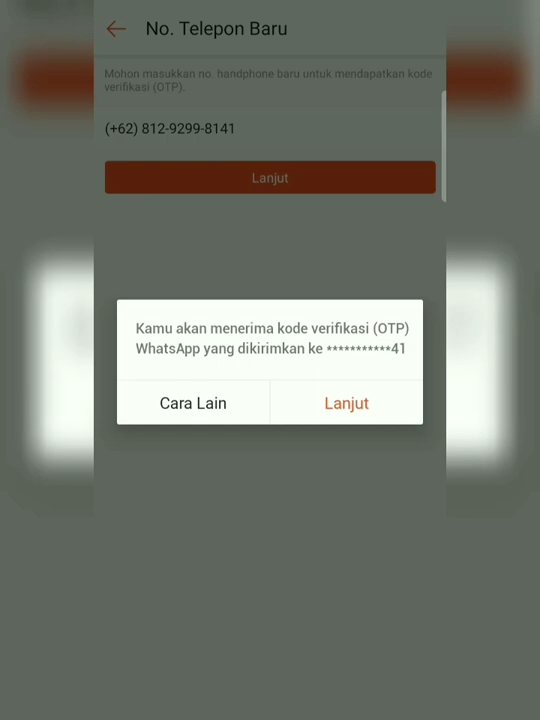 No. Telepon Baru
Mohon masukkan no. handphone baru untuk mendapatkan kode
verifikasi (OTP).
(+62) 812-9299-8141
Lanjut
Kamu akan menerima kode verifikasi (OTP)
WhatsApp yang dikirimkan ke ***********41
Cara Lain
Lanjut